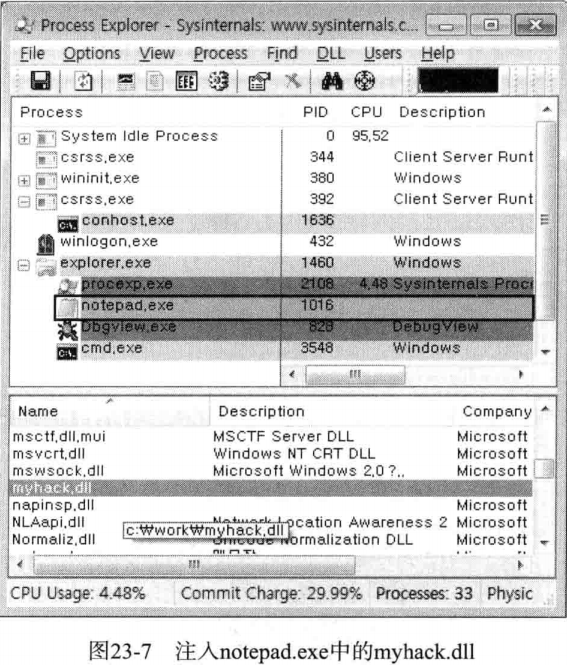 Process Explorer - Sysinternals: www.sysinternals.c...
File Options View Process Find DLL Users Help
Process PID CPU Description
System Idle Process 0 95,52
csrss,exe 344 Client Server Runt
wininit,exe 380 Windows
csrss,exe 392 Client Server Runt
conhost,exe 1636
winlogon,exe 432 Windows
explorer,exe 1460 Windows
procexp,exe 2108 4,48 Sysinternals Proc
notepad,exe 1016
Dbgview,exe 828 DebugView
cmd,exe 3548 Windows
Name Description Company
msctf,dll,mui MSCTF Server DLL Microsoft
msvcrt,dll Windows NT CRT DLL Microsoft
mswsock,dll Microsoft Windows 2,0 ?,, Microsoft
myhack,dll
napinsp,dll Microsoft
NLAapi,dll Network Location Awareness 2 Microsoft
c:₩work₩myhack,dll
Normaliz,dll Unicode Normalization DLL Microsoft
CPU Usage: 4.48% Commit Charge: 29.99% Processes: 33 Physic
图23-7 注入notepad.exe中的myhack.dll